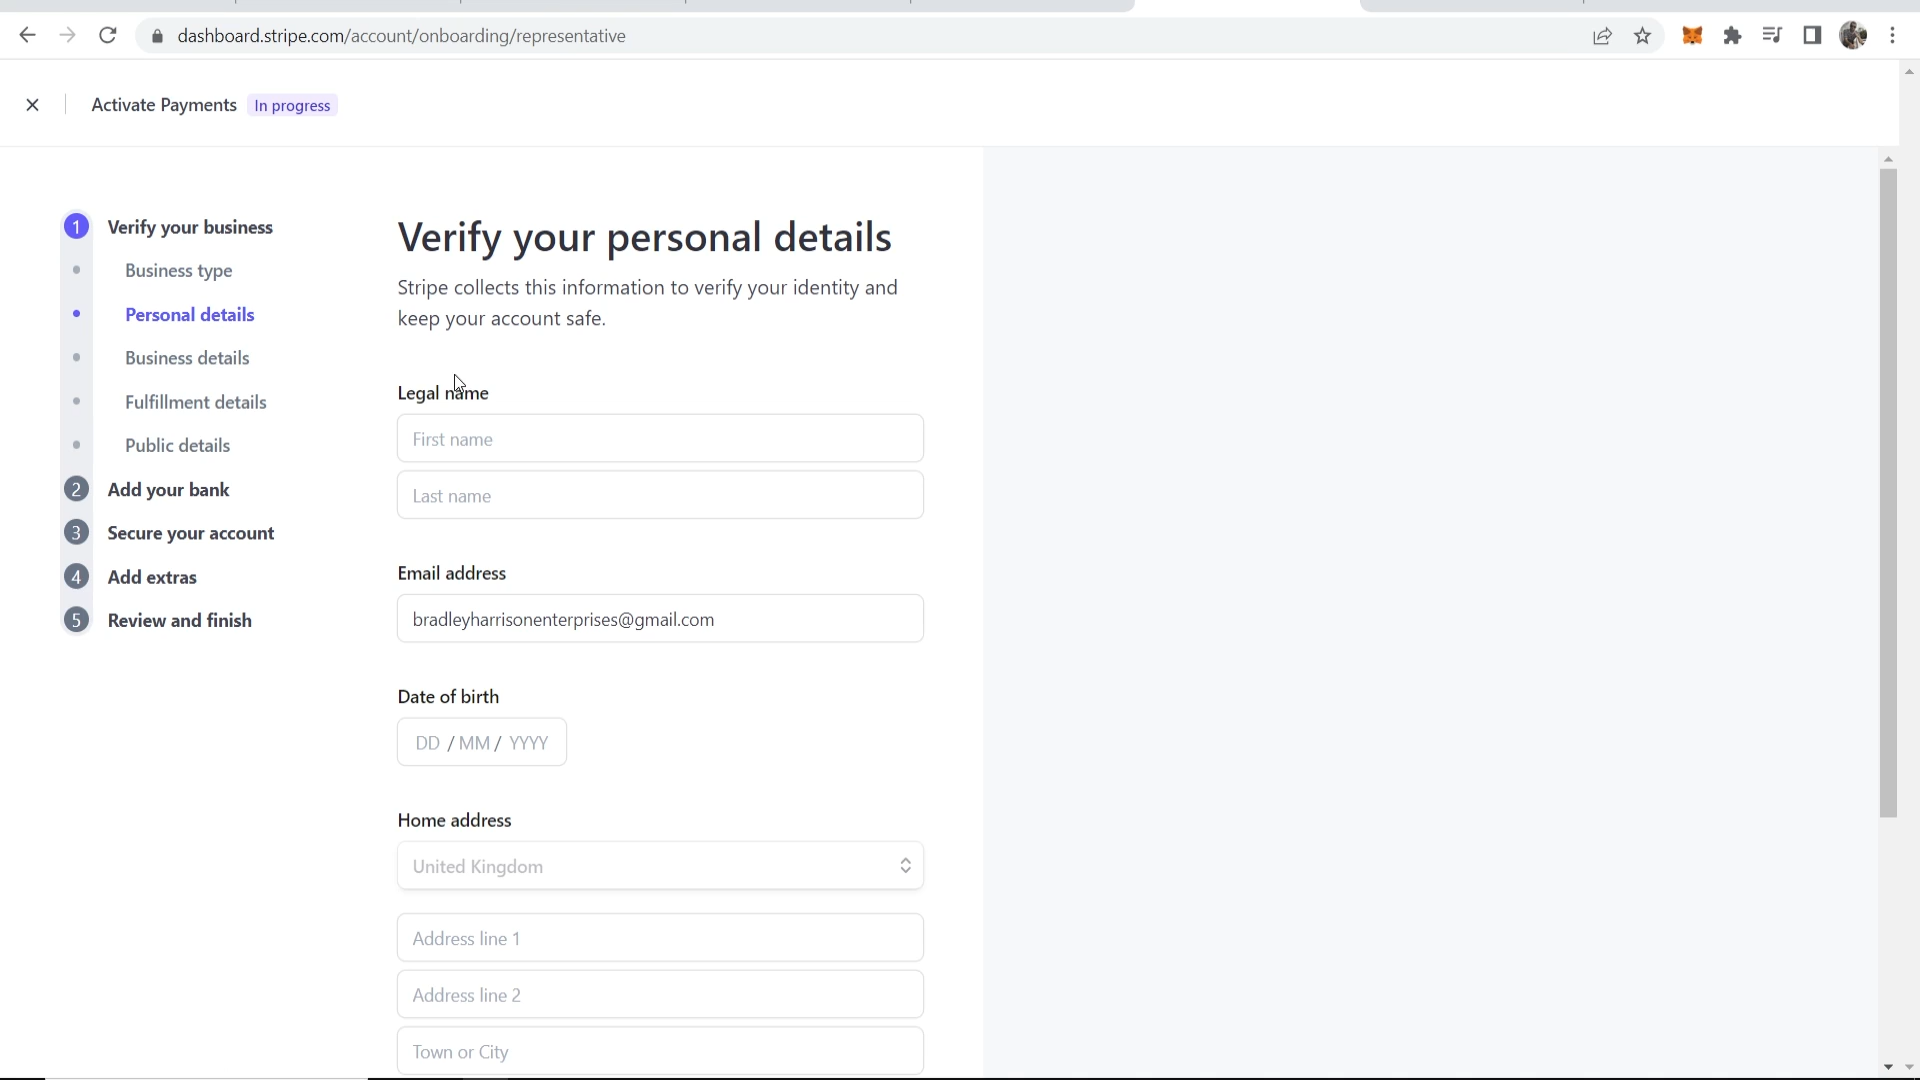 dashboard.stripe.com/account/onboarding/representative
Activate Payments In progress
1 Verify your business
Business type
Personal details
Business details
Fulfillment details
Public details
2 Add your bank
3 Secure your account
4 Add extras
5 Review and finish
Verify your personal details
Stripe collects this information to verify your identity and
keep your account safe.
Legal name
First name
Last name
Email address
bradleyharrisonenterprises@gmail.com
Date of birth
DD / MM / YYYY
Home address
United Kingdom
Address line 1
Address line 2
Town or City